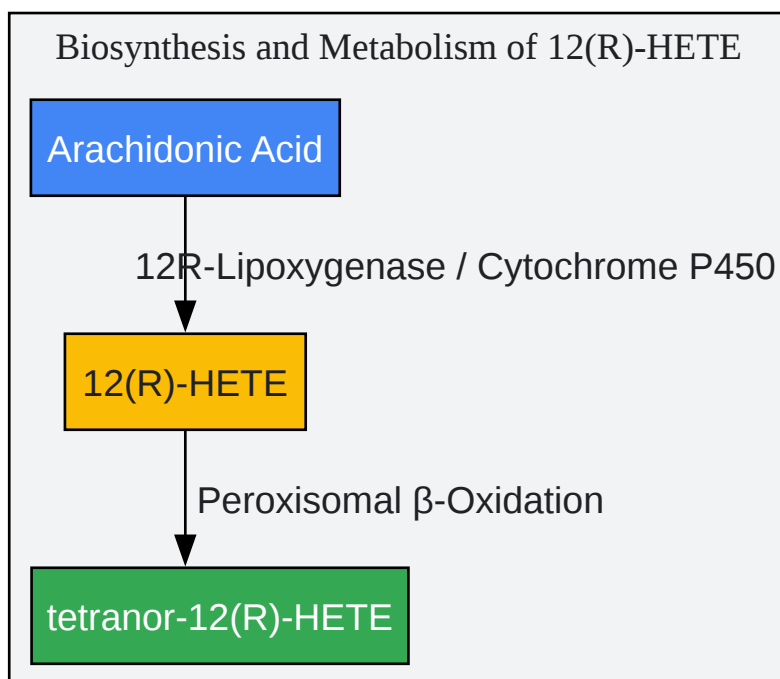 Biosynthesis and Metabolism of 12(R)-HETE
Arachidonic Acid
12R-Lipoxygenase / Cytochrome P450
12(R)-HETE
Peroxisomal β-Oxidation
tetranor-12(R)-HETE